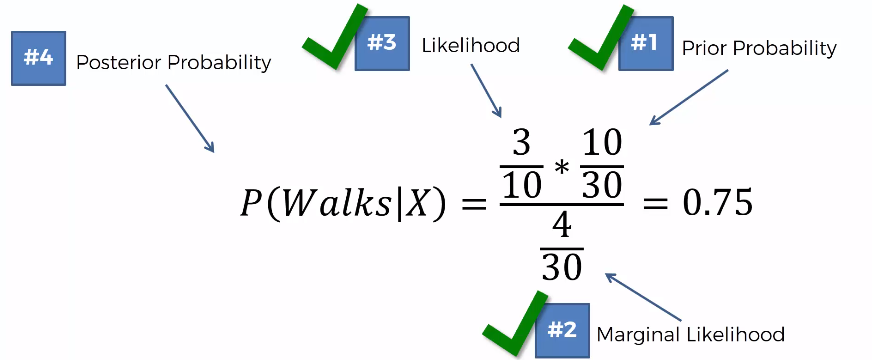 #4 Posterior Probability
#3 Likelihood
#1 Prior Probability
P(Walks|X) = 3/10 * 10/30 / 4/30 = 0.75
#2 Marginal Likelihood